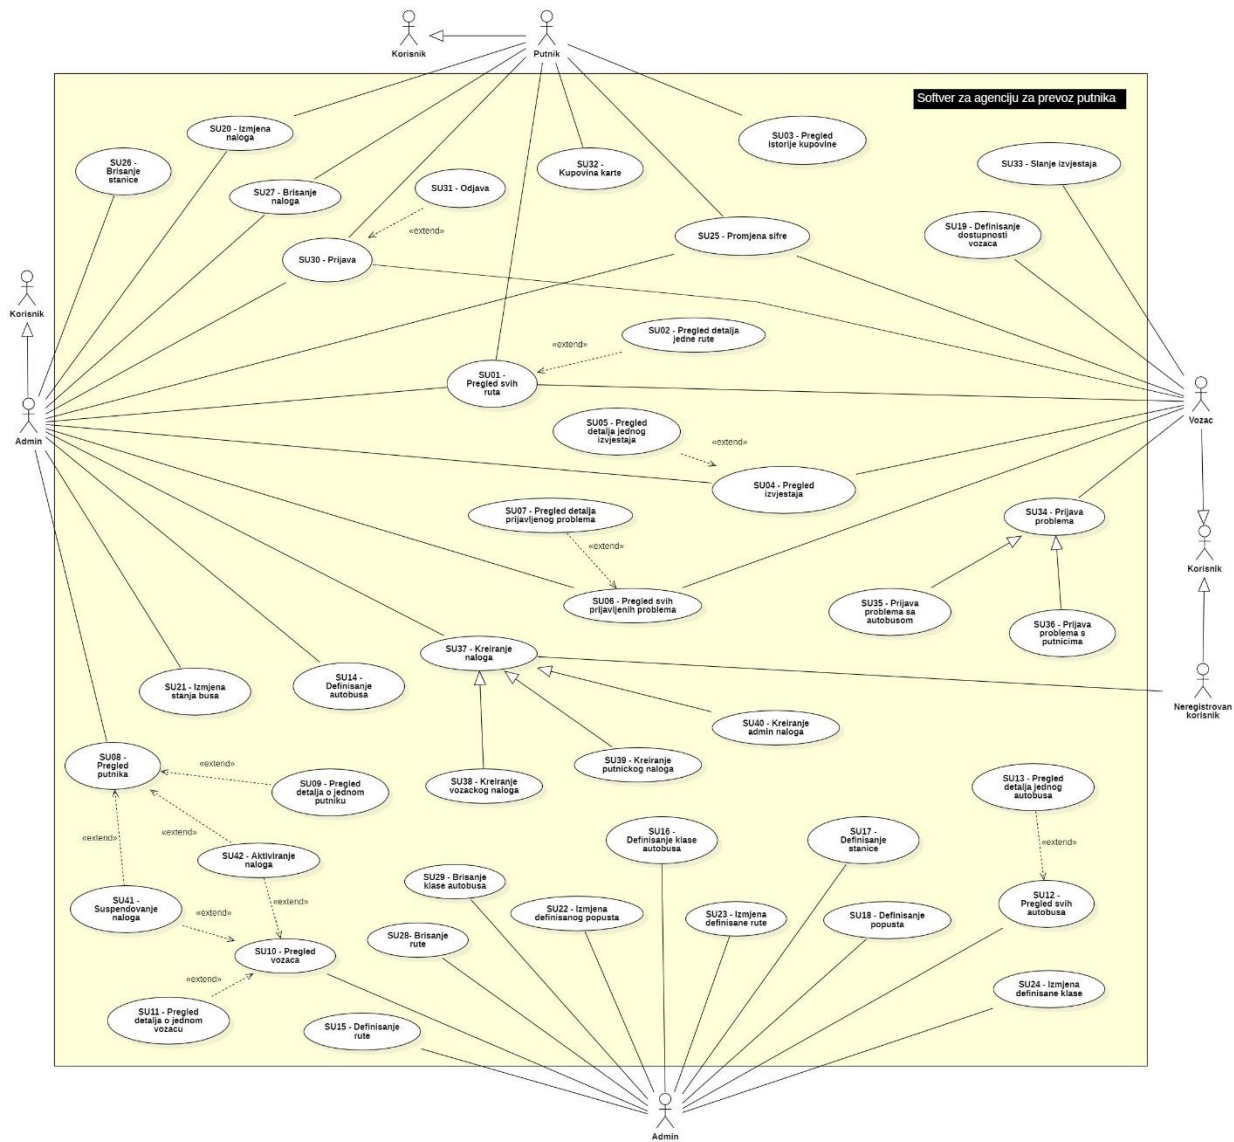 Korisnik
Putnik
Softver za agenciju za prevoz putnika
SU20 - Izmjena
naloga
SU03 - Pregled
istorije kupovine
SU26 -
Brisanje
stanice
SU32 -
Kupovina karte
SU33 - Slanje izvjestaja
SU27 - Brisanje
naloga
SU31 - Odjava
«extend»
SU25 - Promjena sifre
SU19 - Definisanje
dostupnosti
vozaca
SU30 - Prijava
Korisnik
SU02 - Pregled detalja
jedne rute
«extend»
SU01 -
Pregled svih
ruta
Admin
Vozac
SU05 - Pregled
detalja jednog
izvjestaja
«extend»
SU04 - Pregled
izvjestaja
SU07 - Pregled detalja
prijavljenog problema
«extend»
SU34 - Prijava
problema
Korisnik
SU06 - Pregled svih
prijavljenih problema
SU35 - Prijava
problema sa
autobusom
SU36 - Prijava
problema s
putnicima
SU37 - Kreiranje
naloga
SU21 - Izmjena
stanja busa
SU14 -
Definisanje
autobusa
Neregistrovan
korisnik
SU40 - Kreiranje
admin naloga
SU08 -
Pregled
putnika
«extend»
SU09 - Pregled
detalja o jednom
putniku
SU38 - Kreiranje
vozackog naloga
SU39 - Kreiranje
putnickog naloga
SU13 - Pregled
detalja jednog
autobusa
«extend»
«extend»
«extend»
SU42 - Aktiviranje
naloga
SU16 -
Definisanje klase
autobusa
SU17 -
Definisanje
stanice
SU29 - Brisanje
klase autobusa
SU41 -
Suspendovanje
naloga
«extend»
SU22 - Izmjena
definisanog popusta
SU23 - Izmjena
definisane rute
SU18 - Definisanje
popusta
SU12 -
Pregled svih
autobusa
SU28- Brisanje
rute
SU10 - Pregled
vozaca
«extend»
SU24 - Izmjena
definisane klase
SU11 - Pregled
detalja o jednom
vozacu
SU15 - Definisanje
rute
Admin